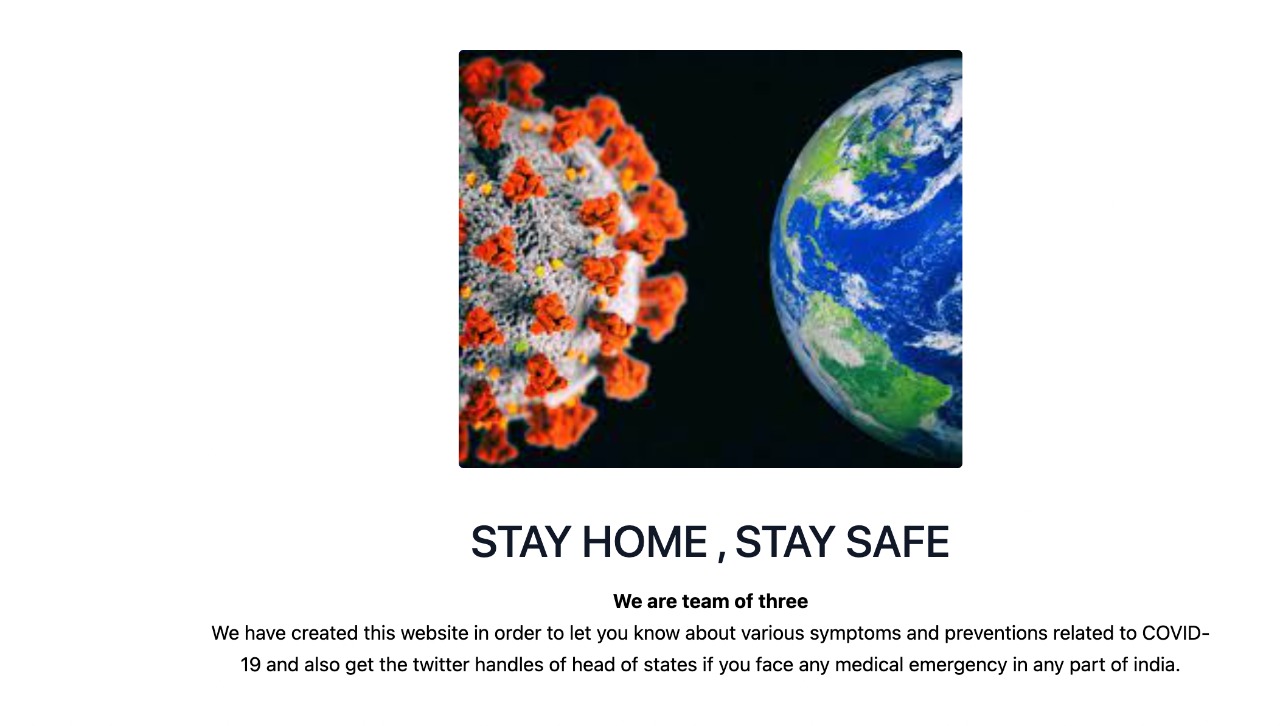 STAY HOME , STAY SAFE
We are team of three
We have created this website in order to let you know about various symptoms and preventions related to COVID-
19 and also get the twitter handles of head of states if you face any medical emergency in any part of india.